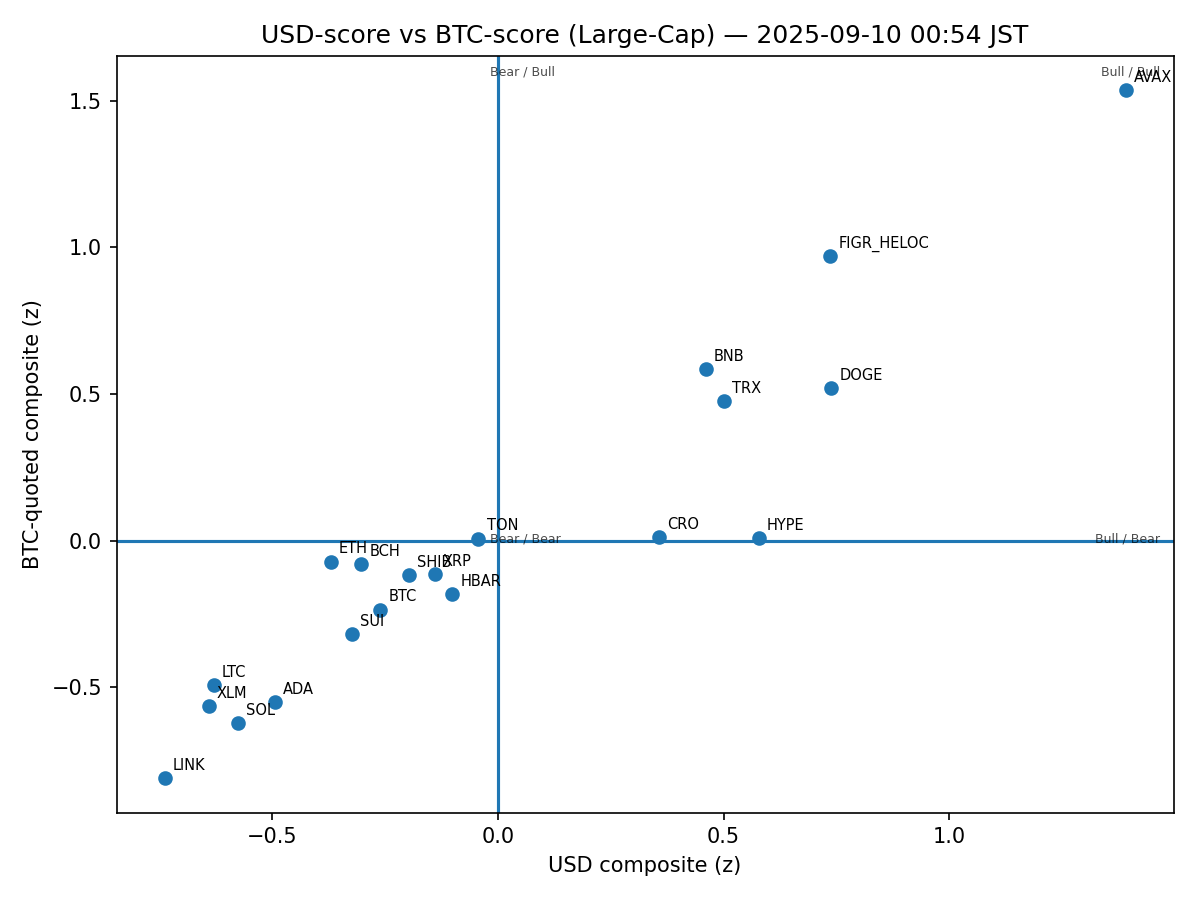 USD-score vs BTC-score (Large-Cap) — 2025-09-10 00:54 JST
Bear / Bull
Bull / Bull
AVAX
1.5
FIGR_HELOC
1.0
BNB
DOGE
TRX
0.5
TON
CRO
HYPE
Bear / Bear
Bull / Bear
0.0
ETH
BCH
SHIB
XRP
HBAR
BTC
SUI
LTC
ADA
XLM
−0.5
SOL
LINK
BTC-quoted composite (z)
−0.5
0.0
0.5
1.0
USD composite (z)